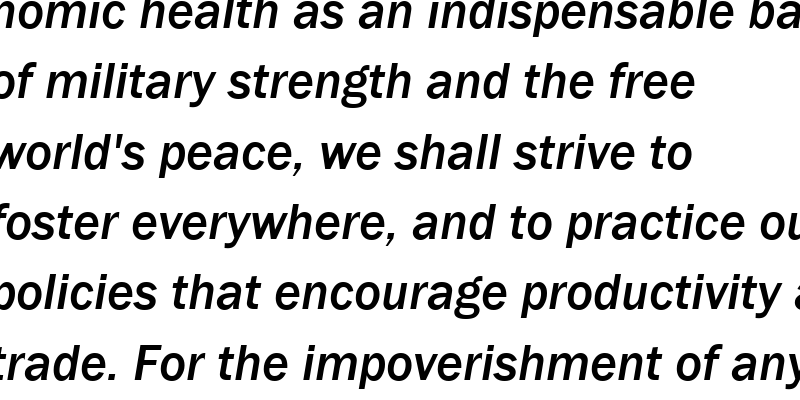 nomic health as an indispensable ba
of military strength and the free
world's peace, we shall strive to
foster everywhere, and to practice ou
policies that encourage productivity a
trade. For the impoverishment of any